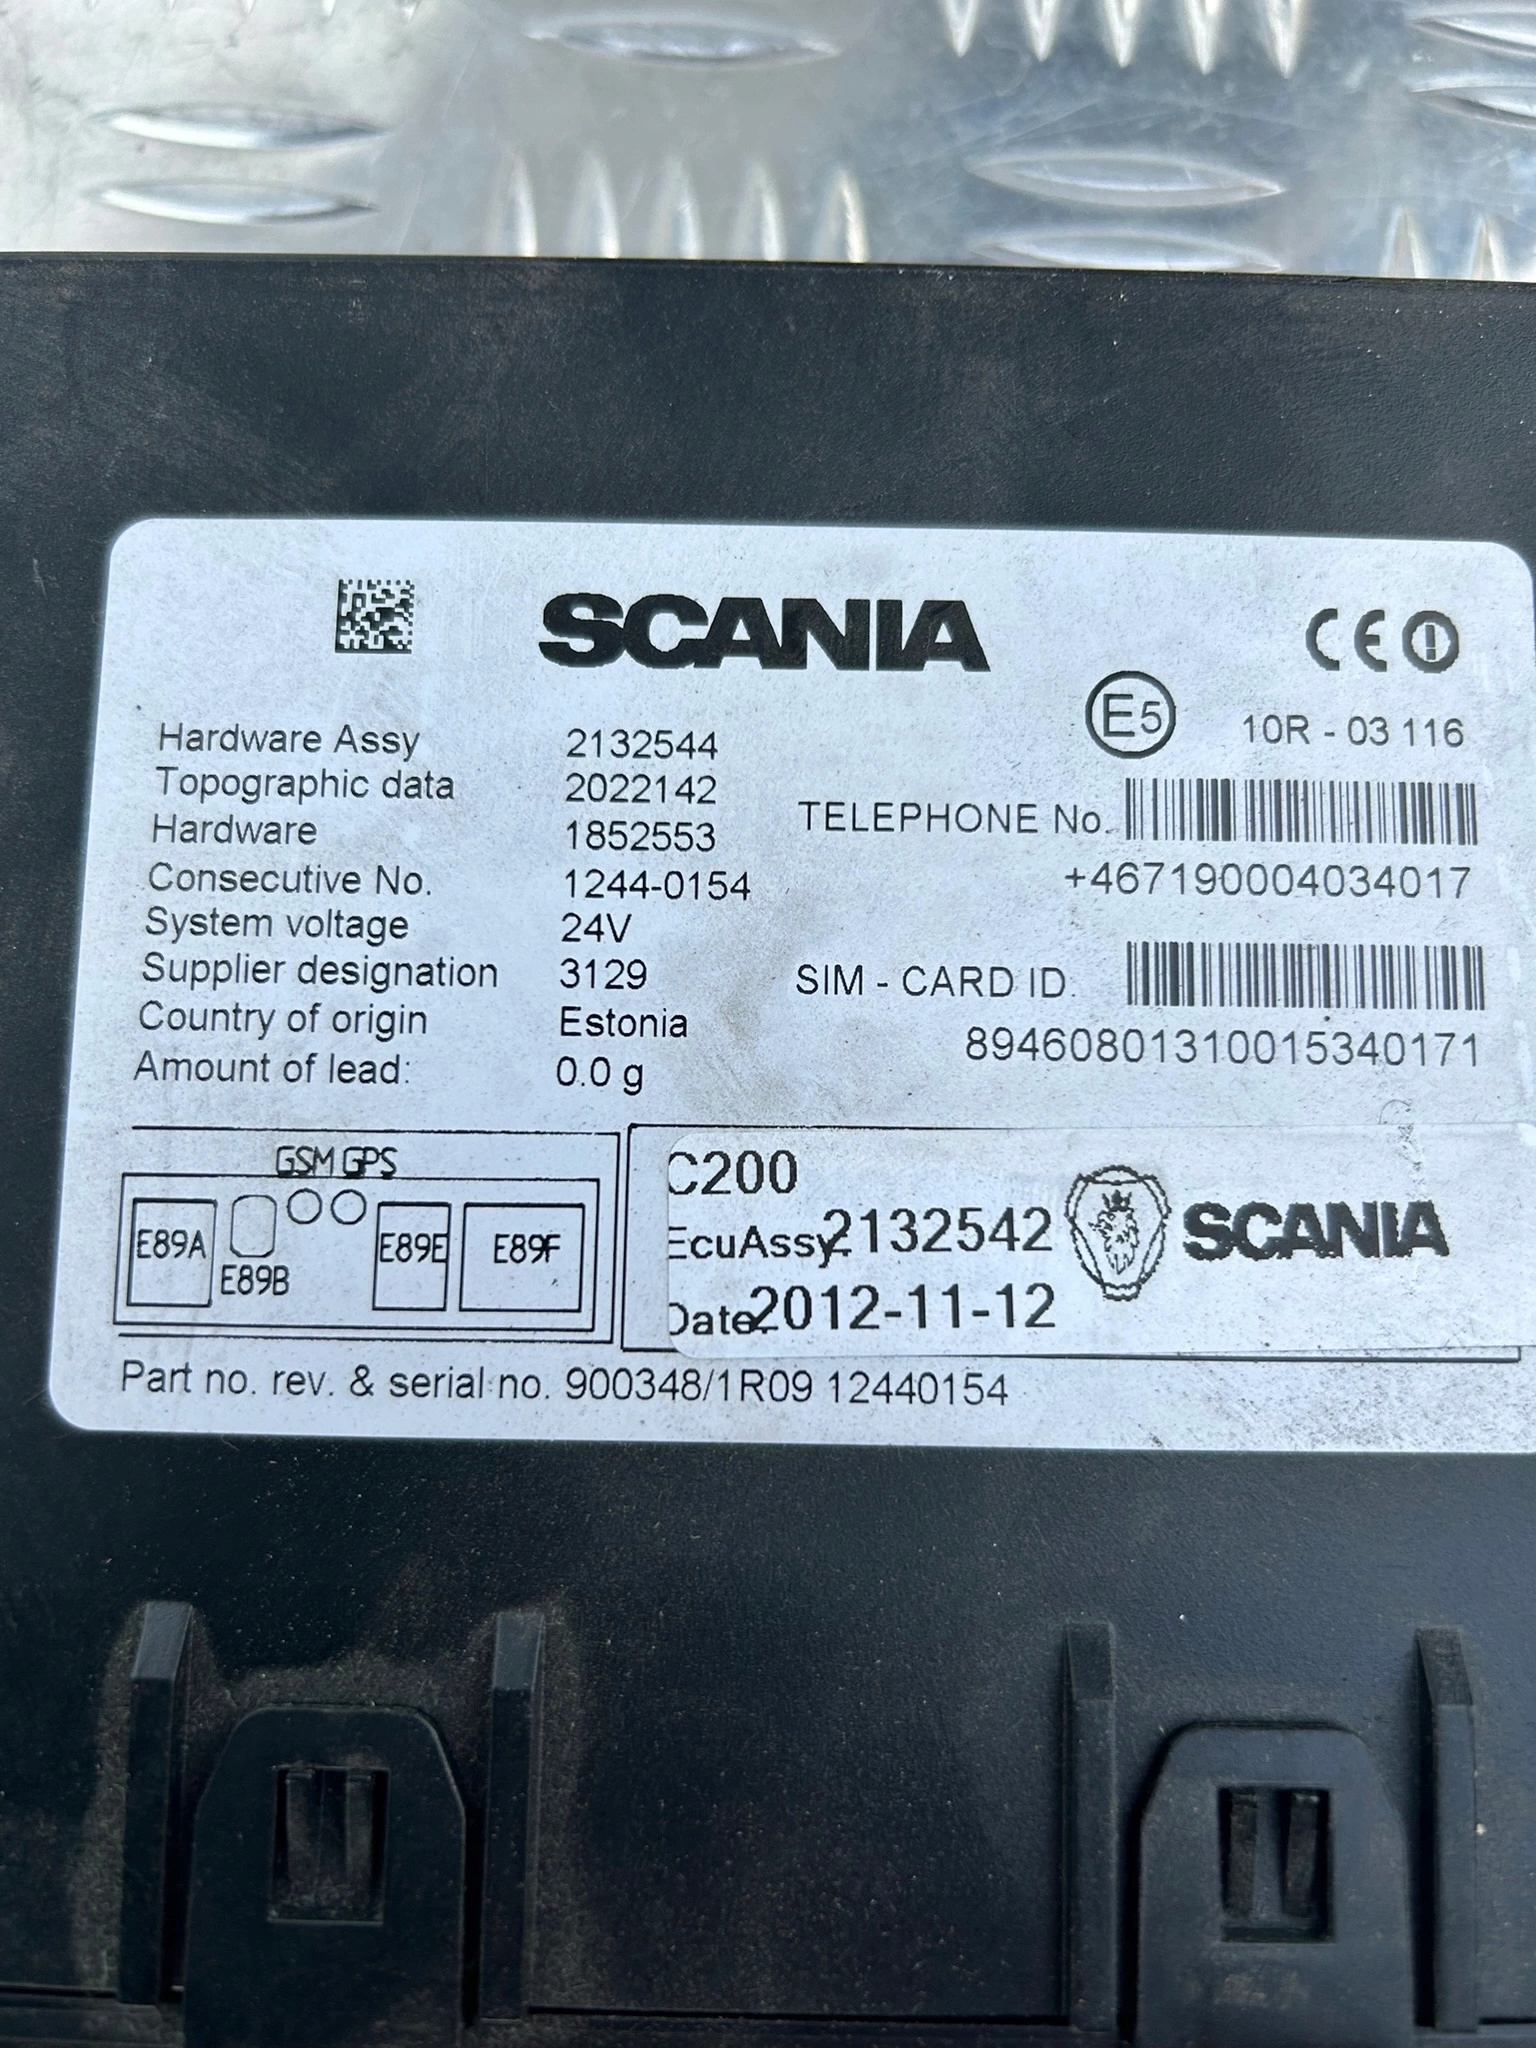 SCANIA
CE
E5 10R - 03 116
Hardware Assy 2132544
Topographic data 2022142
Hardware 1852553
Consecutive No. 1244-0154
System voltage 24V
Supplier designation 3129
Country of origin Estonia
Amount of lead: 0.0 g
TELEPHONE No.
+467190004034017
SIM - CARD ID.
89460801310015340171
GSM GPS
E89A E89B E89E E89F
C200
EcuAssy. 2132542
Date. 2012-11-12
SCANIA
Part no. rev. & serial no. 900348/1R09 12440154